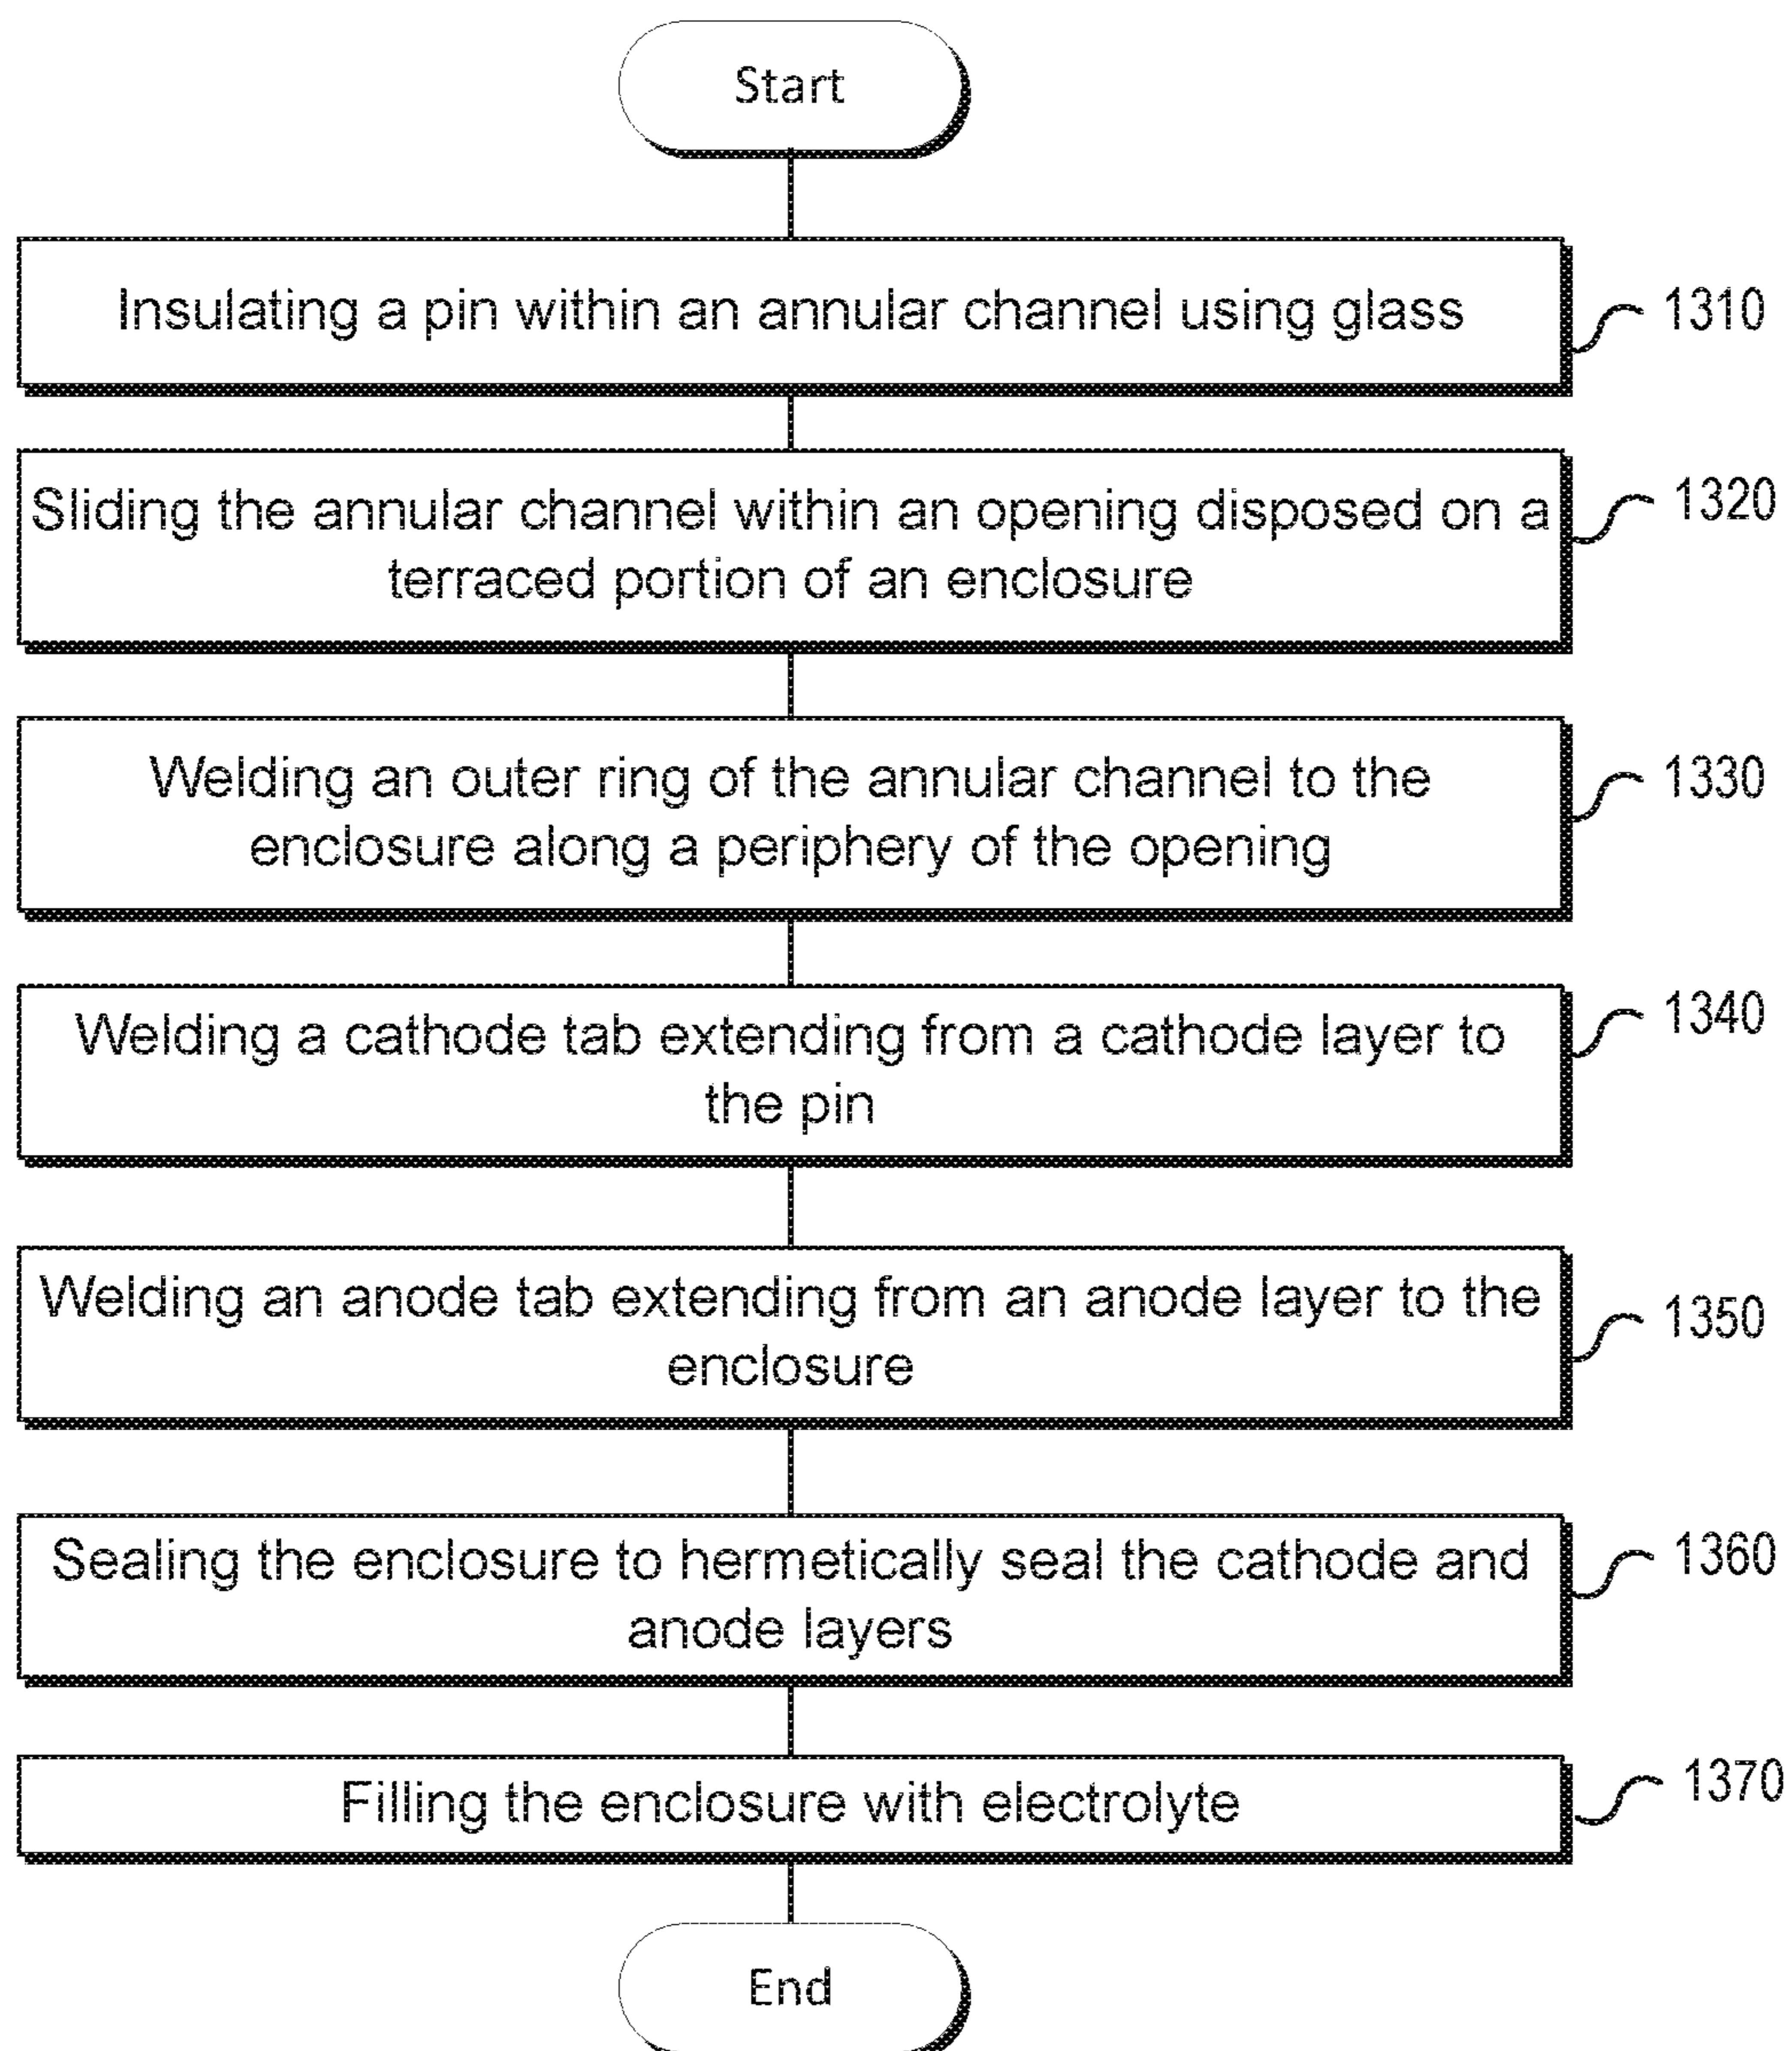 Start
Insulating a pin within an annular channel using glass
1310
Sliding the annular channel within an opening disposed on a
terraced portion of an enclosure
1320
Welding an outer ring of the annular channel to the
enclosure along a periphery of the opening
1330
Welding a cathode tab extending from a cathode layer to
the pin
1340
Welding an anode tab extending from an anode layer to the
enclosure
1350
Sealing the enclosure to hermetically seal the cathode and
anode layers
1360
Filling the enclosure with electrolyte
1370
End